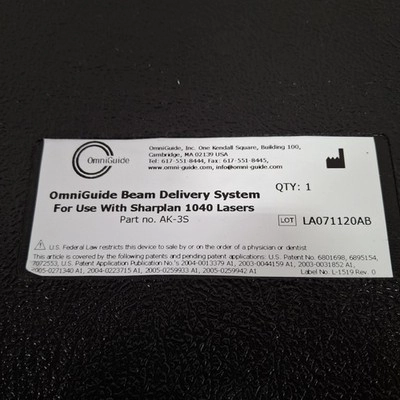 OmniGuide
OmniGuide, Inc. One Kendall Square, Building 100,
Cambridge, MA 02139 USA
Tel: 617-551-8444, Fax: 617-551-8445,
www.omni-guide.com, info@omni-guide.com
OmniGuide Beam Delivery System
For Use With Sharplan 1040 Lasers
Part no. AK-3S
QTY: 1
LOT LA071120AB
U.S. Federal Law restricts this device to sale by or on the order of a physician or dentist
This article is covered by the following patents and pending patent applications: U.S. Patent No. 6801698, 6895154,
7072553, U.S. Patent Application Publication No.'s 2004-0013379 A1, 2003-0044159 A1, 2003-0031852 A1,
2005-0271340 A1, 2004-0223715 A1, 2005-0259933 A1, 2005-0259942 A1
Label No. L-1519 Rev. 0